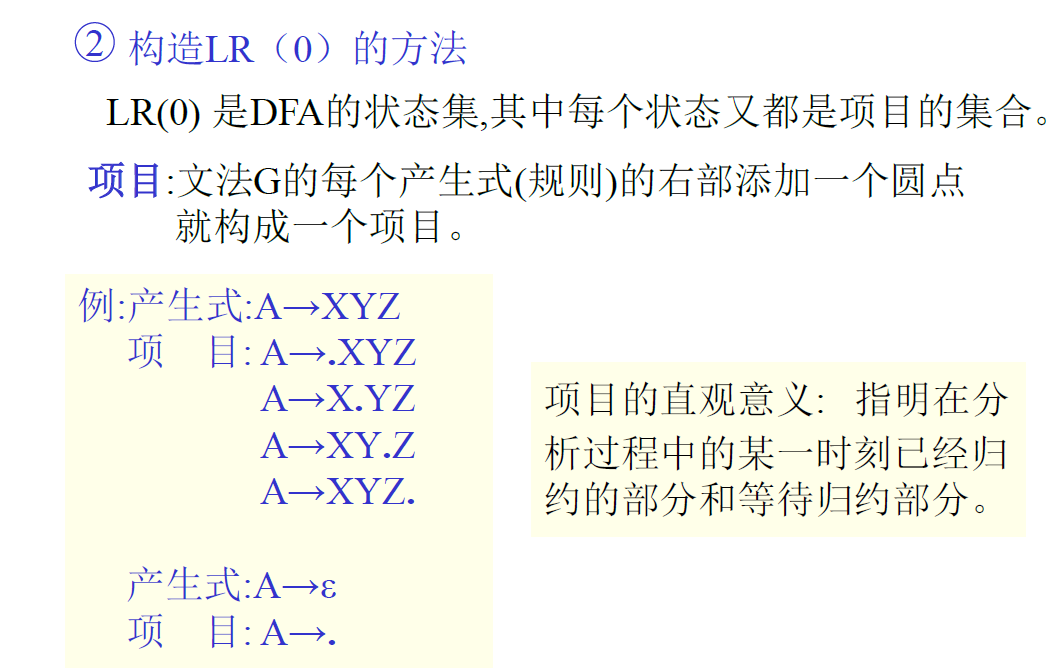 ② 构造LR（0）的方法
LR(0) 是DFA的状态集,其中每个状态又都是项目的集合。
项目:文法G的每个产生式(规则)的右部添加一个圆点
就构成一个项目。
例:产生式:A→XYZ
项 目: A→.XYZ
A→X.YZ
A→XY.Z
A→XYZ.
产生式:A→ε
项 目: A→.
项目的直观意义: 指明在分
析过程中的某一时刻已经归
约的部分和等待归约部分。